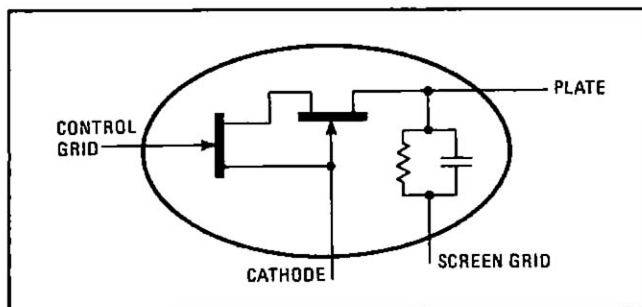 PLATE
CONTROL
GRID
SCREEN GRID
CATHODE